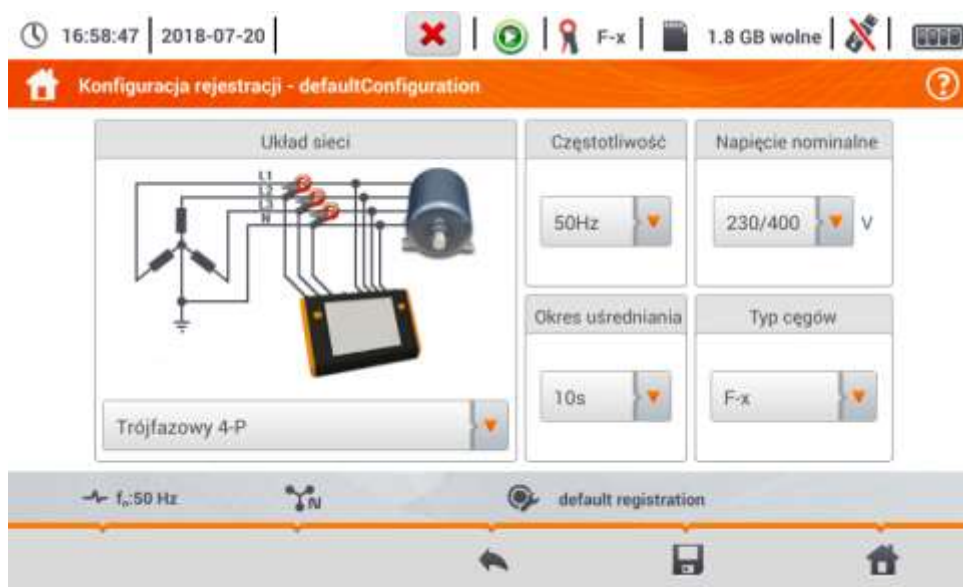 16:58:47 2018-07-20 F-x 1.8 GB wolne
Konfiguracja rejestracji - defaultConfiguration
Układ sieci
L1
L2
L3
N
Trójfazowy 4-P
Częstotliwość
50Hz
Napięcie nominalne
230/400 V
Okres uśredniania
10s
Typ cęgów
F-x
fₙ:50 Hz N default registration